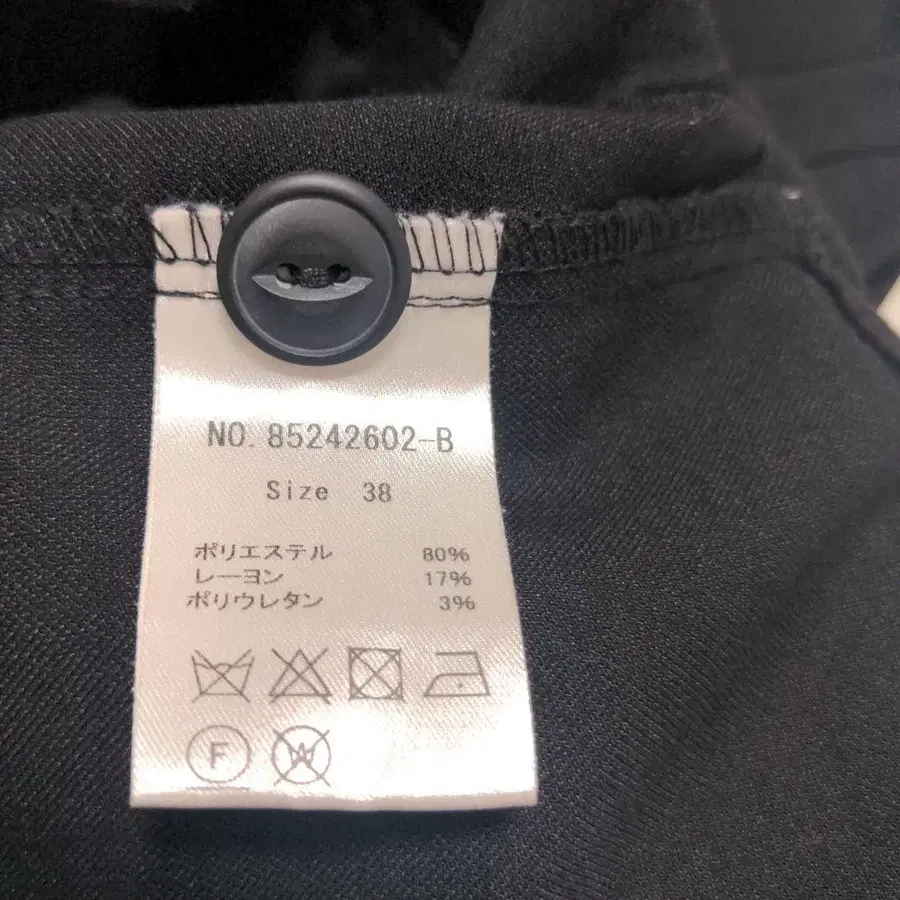 NO. 85242602-B
Size 38
ポリエステル 80%
レーヨン 17%
ポリウレタン 3%
F
W